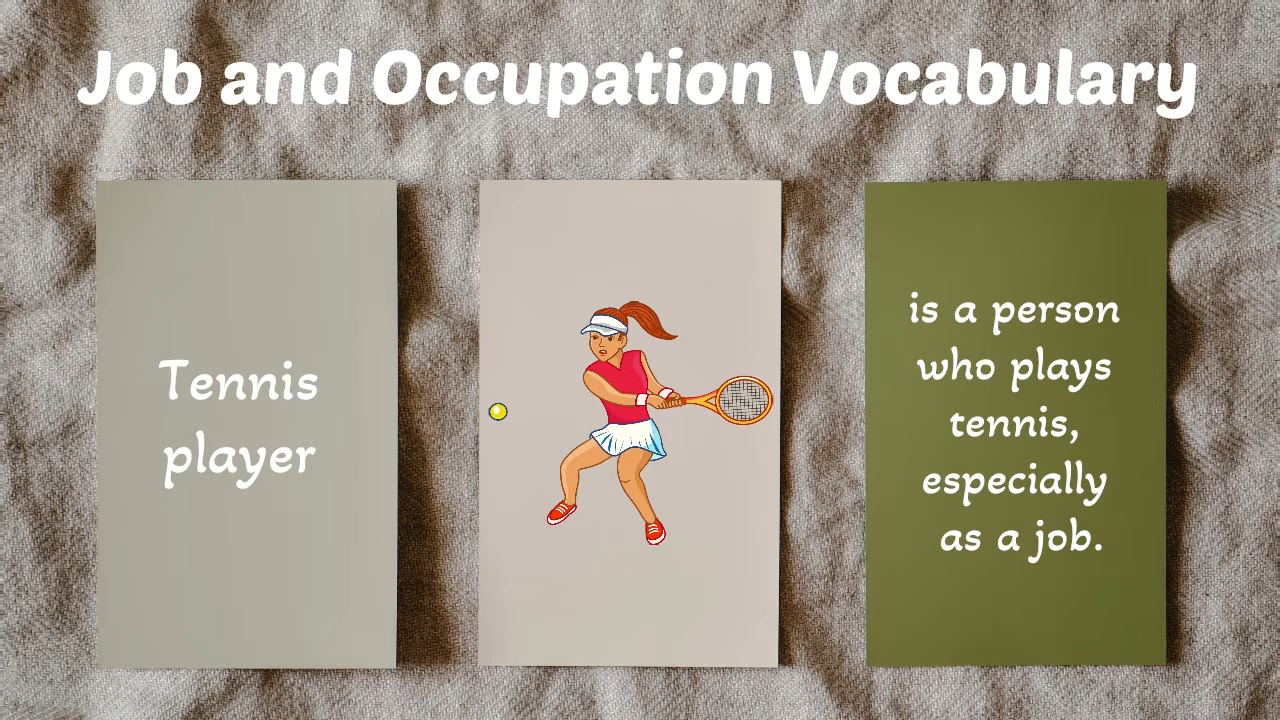 Job and Occupation Vocabulary
Tennis
player
is a person
who plays
tennis,
especially
as a job.